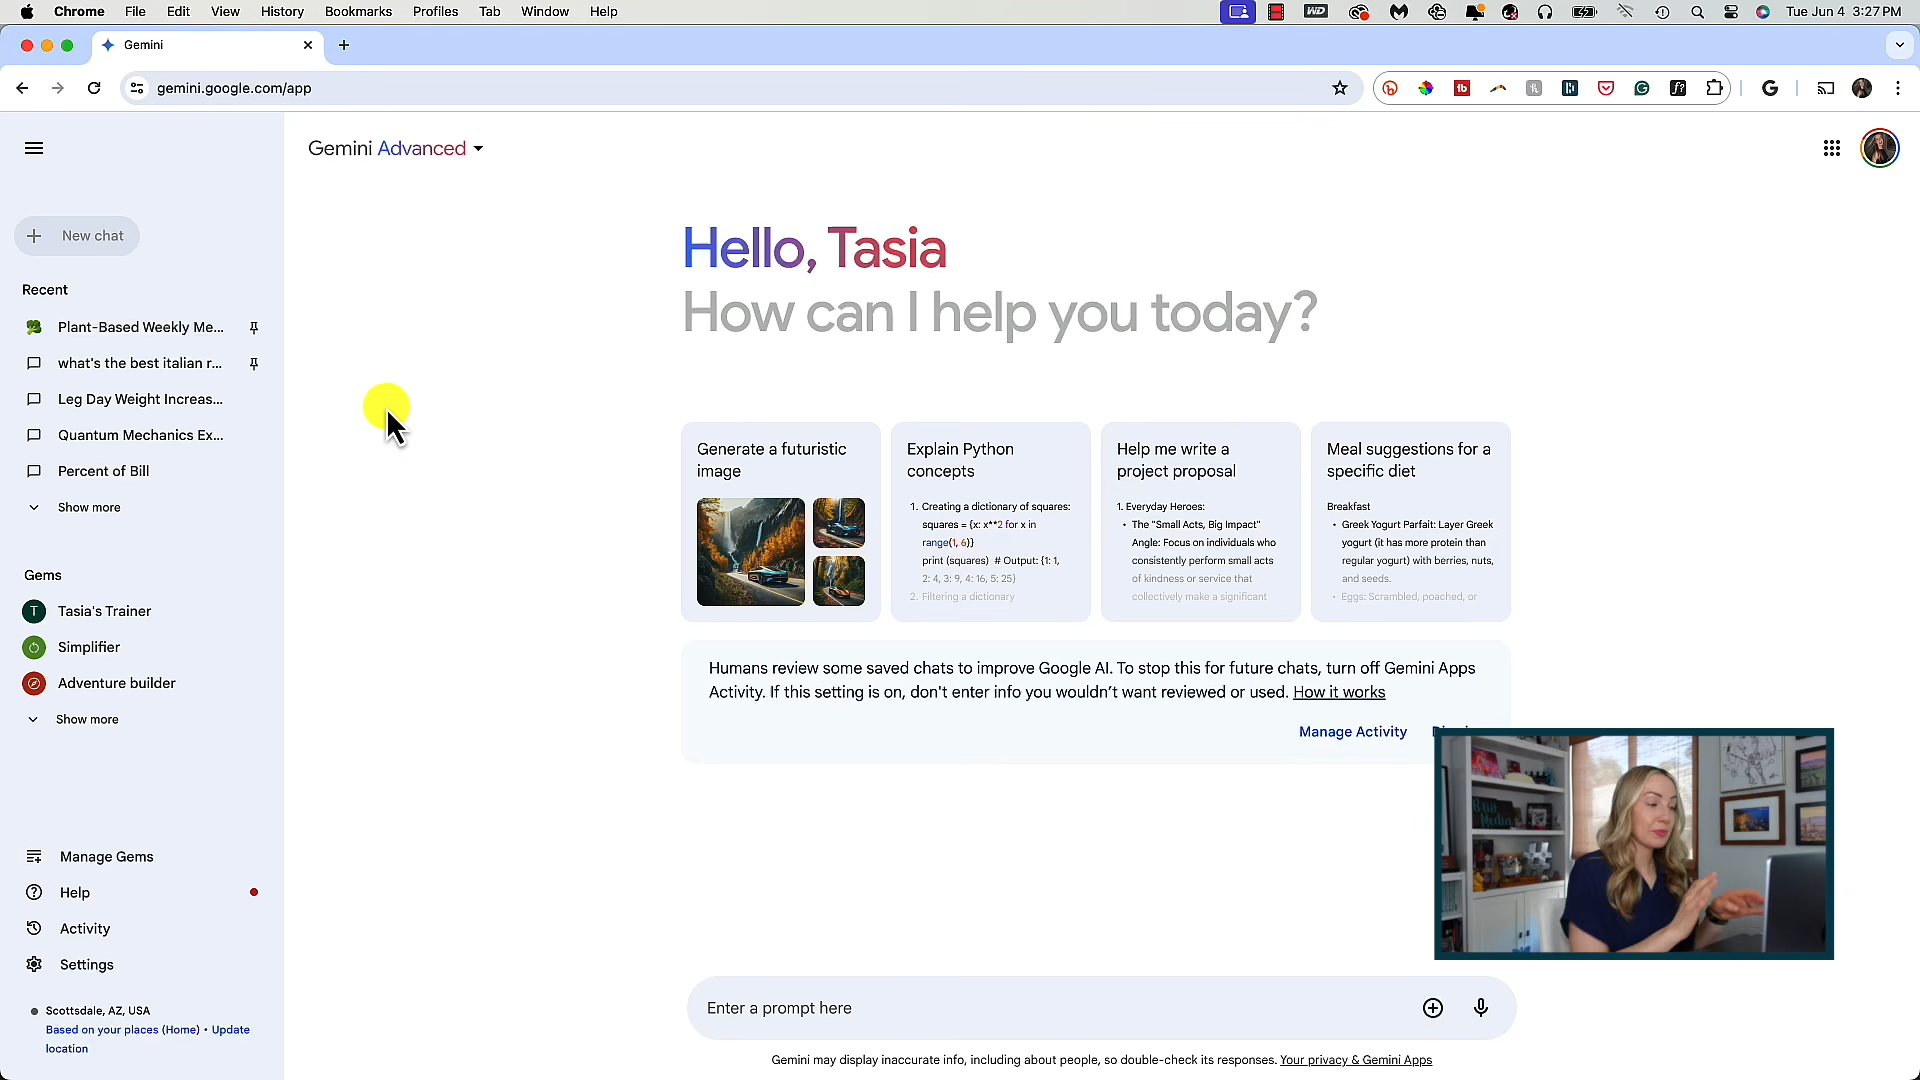 Chrome File Edit View History Bookmarks Profiles Tab Window Help WD Tue Jun 4 3:27 PM
Gemini
gemini.google.com/app
Gemini Advanced
New chat
Recent
Plant-Based Weekly Me...
what's the best italian r...
Leg Day Weight Increas...
Quantum Mechanics Ex...
Percent of Bill
Show more
Gems
T Tasia's Trainer
Simplifier
Adventure builder
Show more
Manage Gems
Help
Activity
Settings
Scottsdale, AZ, USA
Based on your places (Home) • Update
location
Hello, Tasia
How can I help you today?
Generate a futuristic
image
Explain Python
concepts
1. Creating a dictionary of squares:
squares = {x: x**2 for x in
range(1, 6)}
print (squares) # Output: {1: 1,
2: 4, 3: 9, 4: 16, 5: 25}
2. Filtering a dictionary
Help me write a
project proposal
1. Everyday Heroes:
• The "Small Acts, Big Impact"
Angle: Focus on individuals who
consistently perform small acts
of kindness or service that
collectively make a significant
Meal suggestions for a
specific diet
Breakfast
• Greek Yogurt Parfait: Layer Greek
yogurt (it has more protein than
regular yogurt) with berries, nuts,
and seeds.
• Eggs: Scrambled, poached, or
Humans review some saved chats to improve Google AI. To stop this for future chats, turn off Gemini Apps
Activity. If this setting is on, don't enter info you wouldn't want reviewed or used. How it works
Manage Activity
Enter a prompt here
Gemini may display inaccurate info, including about people, so double-check its responses. Your privacy & Gemini Apps